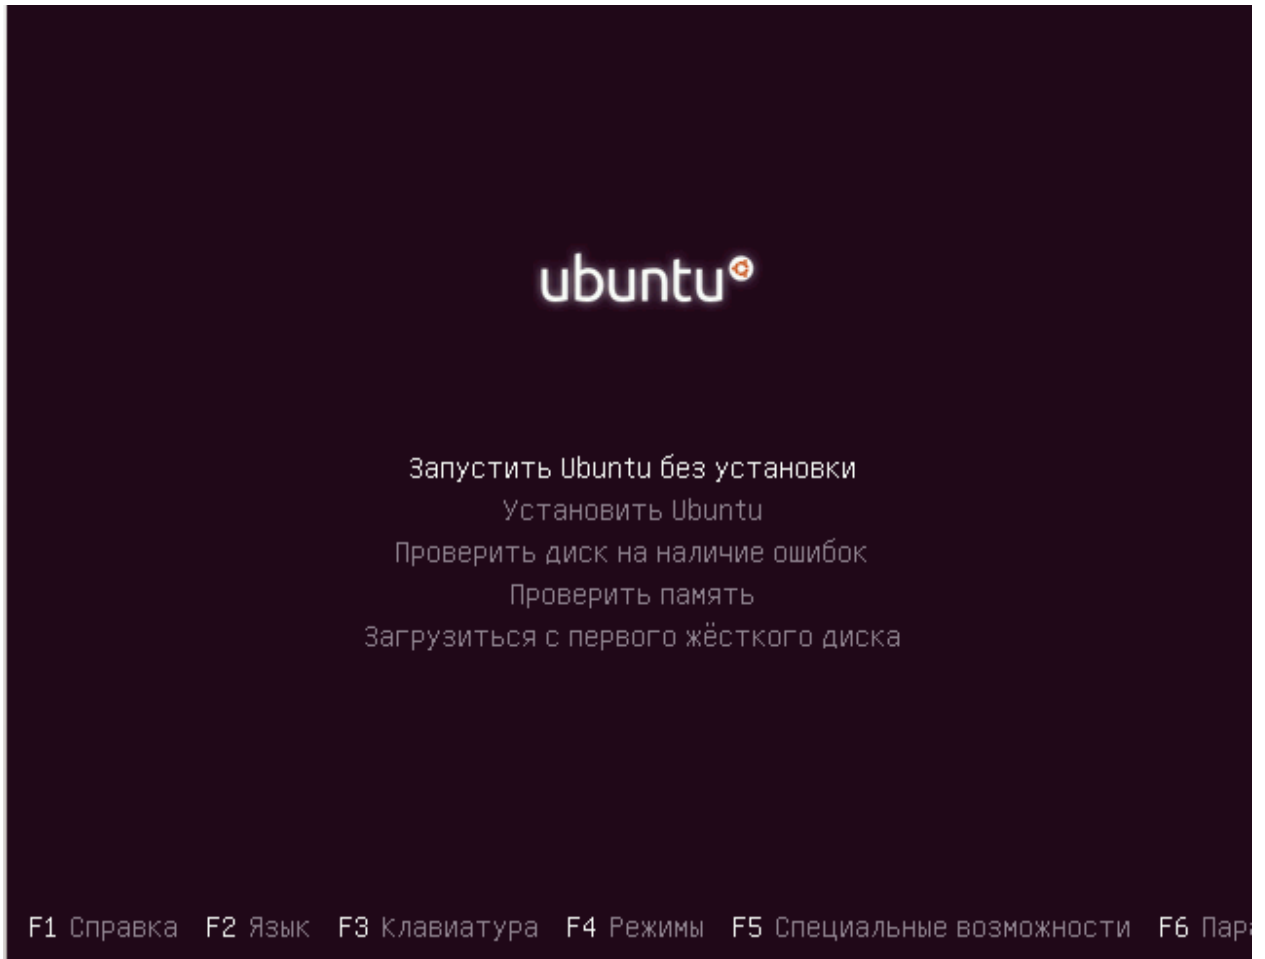 ubuntu
Запустить Ubuntu без установки
Установить Ubuntu
Проверить диск на наличие ошибок
Проверить память
Загрузиться с первого жёсткого диска
F1 Справка F2 Язык F3 Клавиатура F4 Режимы F5 Специальные возможности F6